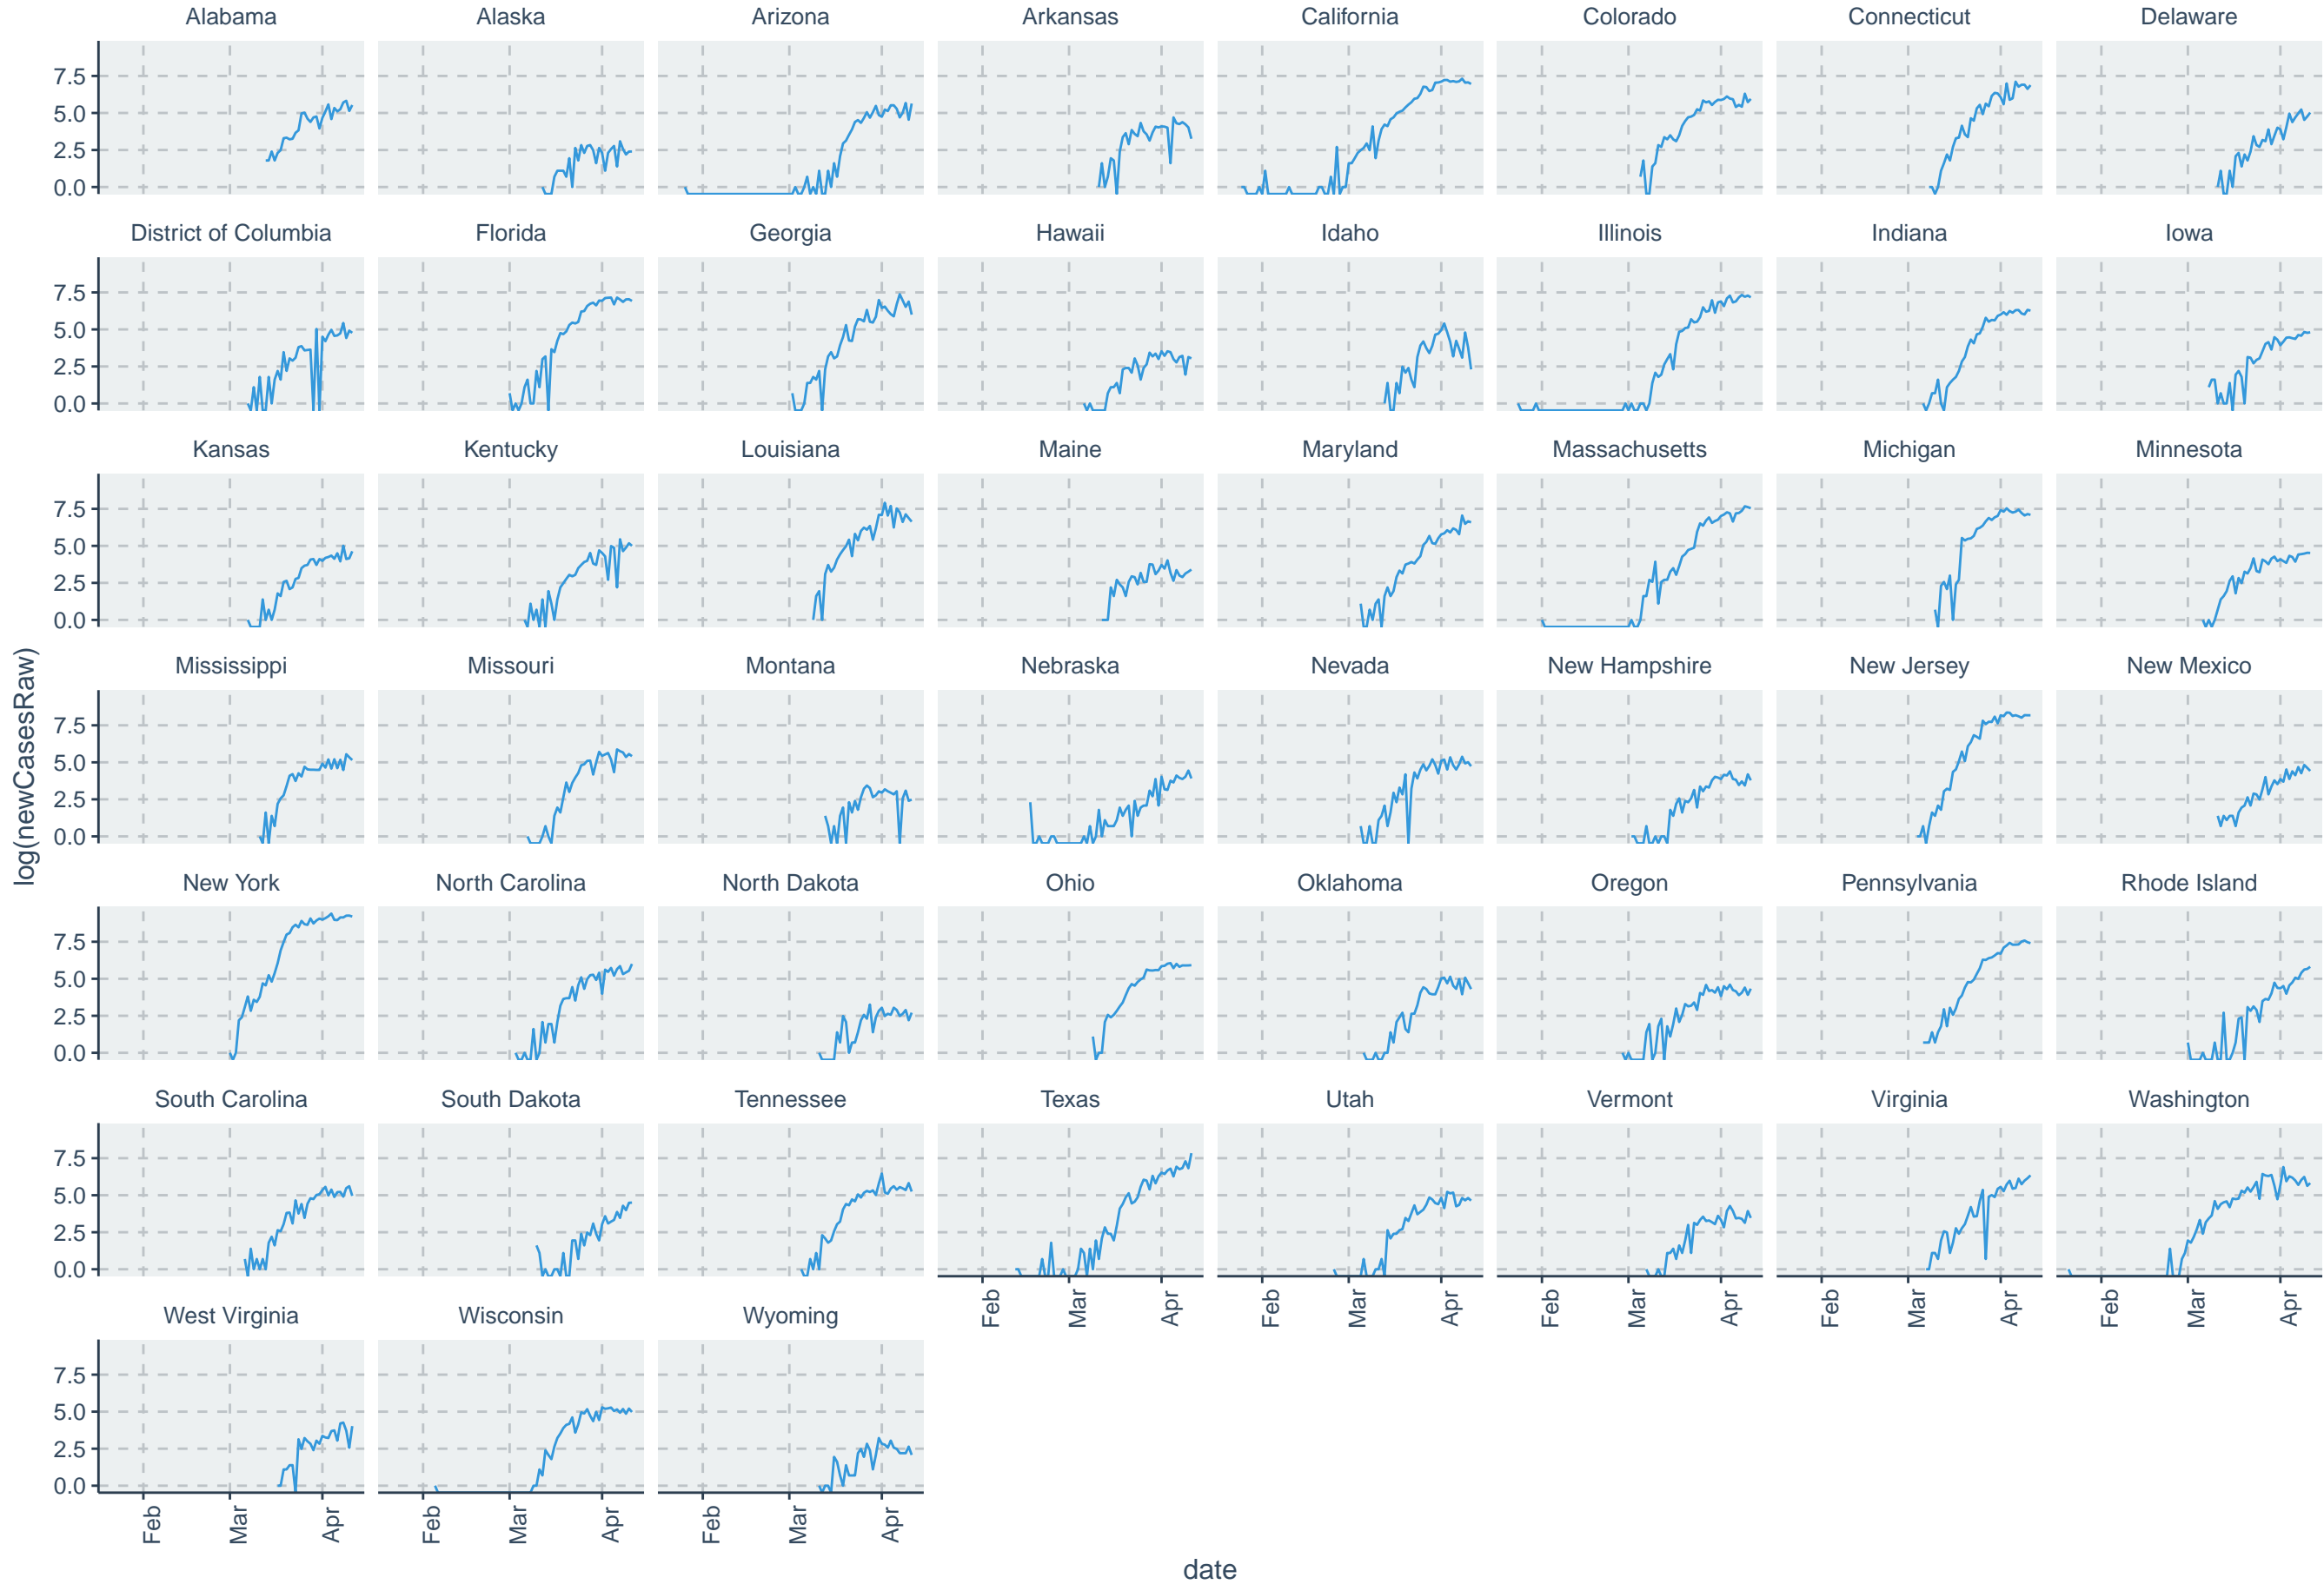 Alabama Alaska Arizona Arkansas California Colorado Connecticut Delaware
7.5
5.0
2.5
0.0
District of Columbia Florida Georgia Hawaii Idaho Illinois Indiana Iowa
7.5
5.0
2.5
0.0
Kansas Kentucky Louisiana Maine Maryland Massachusetts Michigan Minnesota
7.5
5.0
2.5
0.0
log(newCasesRaw)
Mississippi Missouri Montana Nebraska Nevada New Hampshire New Jersey New Mexico
7.5
5.0
2.5
0.0
New York North Carolina North Dakota Ohio Oklahoma Oregon Pennsylvania Rhode Island
7.5
5.0
2.5
0.0
South Carolina South Dakota Tennessee Texas Utah Vermont Virginia Washington
7.5
5.0
2.5
0.0
Feb Mar Apr Feb Mar Apr Feb Mar Apr Feb Mar Apr Feb Mar Apr
West Virginia Wisconsin Wyoming
7.5
5.0
2.5
0.0
Feb Mar Apr Feb Mar Apr Feb Mar Apr
date